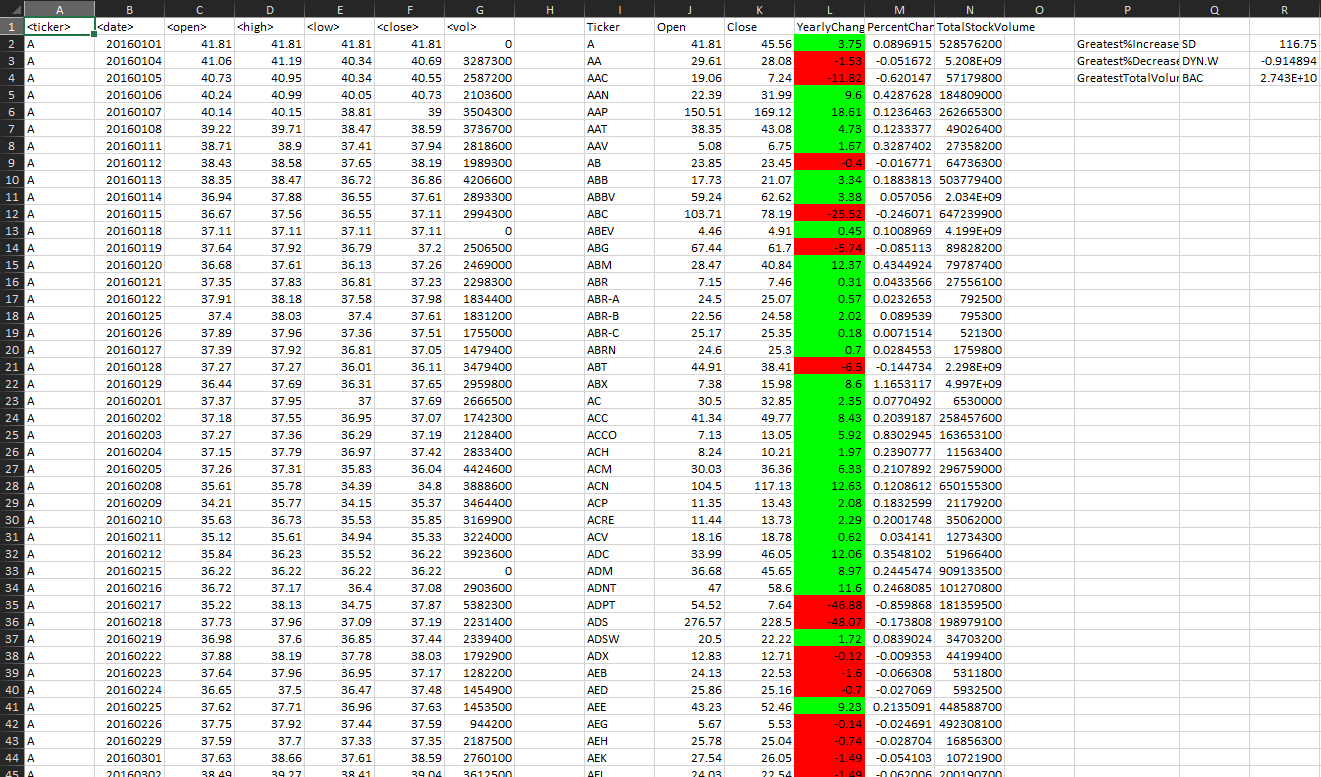 A B C D E F G H I J K L M N O P Q R
1 <ticker> <date> <open> <high> <low> <close> <vol> Ticker Open Close YearlyChang PercentChan TotalStockVolume
2 A 20160101 41.81 41.81 41.81 41.81 0 A 41.81 45.56 3.75 0.0896915 528576200 Greatest%Increase SD 116.75
3 A 20160104 41.06 41.19 40.34 40.69 3287300 AA 29.61 28.08 -1.53 -0.051672 5.208E+09 Greatest%Decrease DYN.W -0.914894
4 A 20160105 40.73 40.95 40.34 40.55 2587200 AAC 19.06 7.24 -11.82 -0.620147 57179800 GreatestTotalVolur BAC 2.743E+10
5 A 20160106 40.24 40.99 40.05 40.73 2103600 AAN 22.39 31.99 9.6 0.4287628 184809000
6 A 20160107 40.14 40.15 38.81 39 3504300 AAP 150.51 169.12 18.61 0.1236463 262665300
7 A 20160108 39.22 39.71 38.47 38.59 3736700 AAT 38.35 43.08 4.73 0.1233377 49026400
8 A 20160111 38.71 38.9 37.41 37.94 2818600 AAV 5.08 6.75 1.67 0.3287402 27358200
9 A 20160112 38.43 38.58 37.65 38.19 1989300 AB 23.85 23.45 -0.4 -0.016771 64736300
10 A 20160113 38.35 38.47 36.72 36.86 4206600 ABB 17.73 21.07 3.34 0.1883813 503779400
11 A 20160114 36.94 37.88 36.55 37.61 2893300 ABBV 59.24 62.62 3.38 0.057056 2.034E+09
12 A 20160115 36.67 37.56 36.55 37.11 2994300 ABC 103.71 78.19 -25.52 -0.246071 647239900
13 A 20160118 37.11 37.11 37.11 37.11 0 ABEV 4.46 4.91 0.45 0.1008969 4.199E+09
14 A 20160119 37.64 37.92 36.79 37.2 2506500 ABG 67.44 61.7 -5.74 -0.085113 89828200
15 A 20160120 36.68 37.61 36.13 37.26 2469000 ABM 28.47 40.84 12.37 0.4344924 79787400
16 A 20160121 37.35 37.83 36.81 37.23 2298300 ABR 7.15 7.46 0.31 0.0433566 27556100
17 A 20160122 37.91 38.18 37.58 37.98 1834400 ABR-A 24.5 25.07 0.57 0.0232653 792500
18 A 20160125 37.4 38.03 37.4 37.61 1831200 ABR-B 22.56 24.58 2.02 0.089539 795300
19 A 20160126 37.89 37.96 37.36 37.51 1755000 ABR-C 25.17 25.35 0.18 0.0071514 521300
20 A 20160127 37.39 37.92 36.81 37.05 1479400 ABRN 24.6 25.3 0.7 0.0284553 1759800
21 A 20160128 37.27 37.27 36.01 36.11 3479400 ABT 44.91 38.41 -6.5 -0.144734 2.298E+09
22 A 20160129 36.44 37.69 36.31 37.65 2959800 ABX 7.38 15.98 8.6 1.1653117 4.997E+09
23 A 20160201 37.37 37.95 37 37.69 2666500 AC 30.5 32.85 2.35 0.0770492 6530000
24 A 20160202 37.18 37.55 36.95 37.07 1742300 ACC 41.34 49.77 8.43 0.2039187 258457600
25 A 20160203 37.27 37.36 36.29 37.19 2128400 ACCO 7.13 13.05 5.92 0.8302945 163653100
26 A 20160204 37.15 37.79 36.97 37.42 2833400 ACH 8.24 10.21 1.97 0.2390777 11563400
27 A 20160205 37.26 37.31 35.83 36.04 4424600 ACM 30.03 36.36 6.33 0.2107892 296759000
28 A 20160208 35.61 35.78 34.39 34.8 3888600 ACN 104.5 117.13 12.63 0.1208612 650155300
29 A 20160209 34.21 35.77 34.15 35.37 3464400 ACP 11.35 13.43 2.08 0.1832599 21179200
30 A 20160210 35.63 36.73 35.53 35.85 3169900 ACRE 11.44 13.73 2.29 0.2001748 35062000
31 A 20160211 35.12 35.61 34.94 35.33 3224000 ACV 18.16 18.78 0.62 0.034141 12734300
32 A 20160212 35.84 36.23 35.52 36.22 3923600 ADC 33.99 46.05 12.06 0.3548102 51966400
33 A 20160215 36.22 36.22 36.22 36.22 0 ADM 36.68 45.65 8.97 0.2445474 909133500
34 A 20160216 36.72 37.17 36.4 37.08 2903600 ADNT 47 58.6 11.6 0.2468085 101270800
35 A 20160217 35.22 38.13 34.75 37.87 5382300 ADPT 54.52 7.64 -46.88 -0.859868 181359500
36 A 20160218 37.73 37.96 37.09 37.19 2231400 ADS 276.57 228.5 -48.07 -0.173808 198979100
37 A 20160219 36.98 37.6 36.85 37.44 2339400 ADSW 20.5 22.22 1.72 0.0839024 34703200
38 A 20160222 37.88 38.19 37.78 38.03 1792900 ADX 12.83 12.71 -0.12 -0.009353 44199400
39 A 20160223 37.64 37.96 36.95 37.17 1282200 AEB 24.13 22.53 -1.6 -0.066308 5311800
40 A 20160224 36.65 37.5 36.47 37.48 1454900 AED 25.86 25.16 -0.7 -0.027069 5932500
41 A 20160225 37.62 37.71 36.96 37.63 1453500 AEE 43.23 52.46 9.23 0.2135091 448588700
42 A 20160226 37.75 37.92 37.44 37.59 944200 AEG 5.67 5.53 -0.14 -0.024691 492308100
43 A 20160229 37.59 37.7 37.33 37.35 2187500 AEH 25.78 25.04 -0.74 -0.028704 16856300
44 A 20160301 37.63 38.66 37.61 38.59 2760100 AEK 27.54 26.05 -1.49 -0.054103 10721900
45 A 20160302 38.49 39.27 38.41 39.04 3612500 24.03 22.54 -1.49 -0.062006 200190700